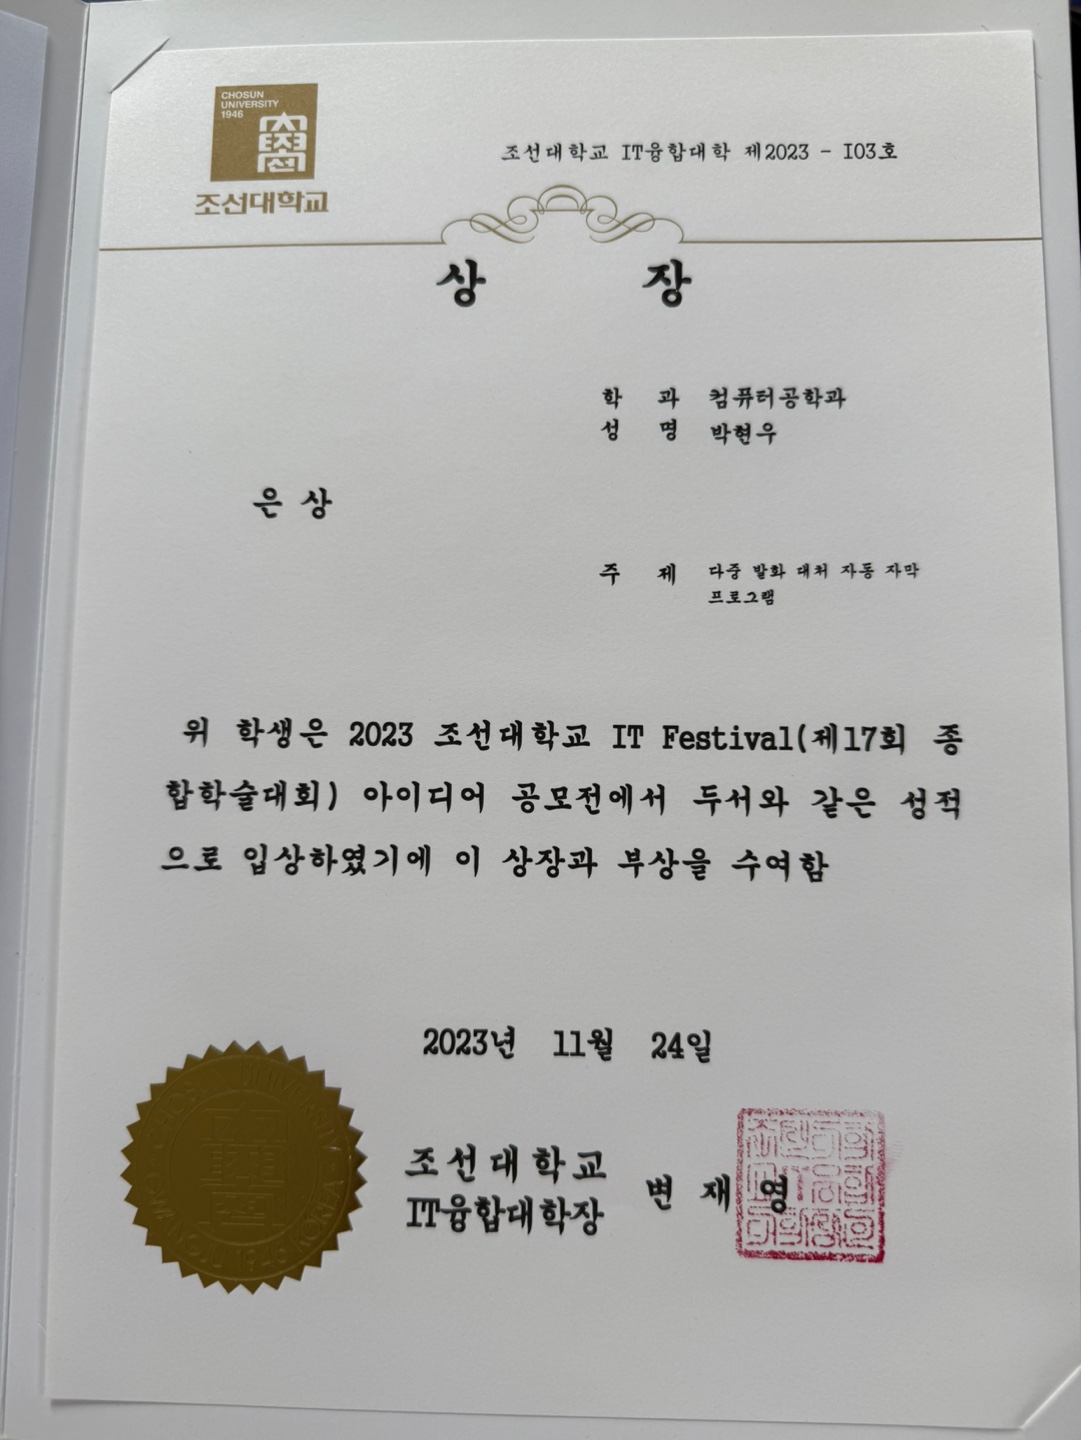 CHOSUN
UNIVERSITY
1946
조선대학교
조선대학교 IT융합대학 제2023 - I03호
상 장
학 과 컴퓨터공학과
성 명 박현우
은 상
주 제 다중 발화 대처 자동 자막
프로그램
위 학생은 2023 조선대학교 IT Festival(제17회 종
합학술대회) 아이디어 공모전에서 두서와 같은 성적
으로 입상하였기에 이 상장과 부상을 수여함
2023년 11월 24일
조선대학교
IT융합대학장 변 재 영